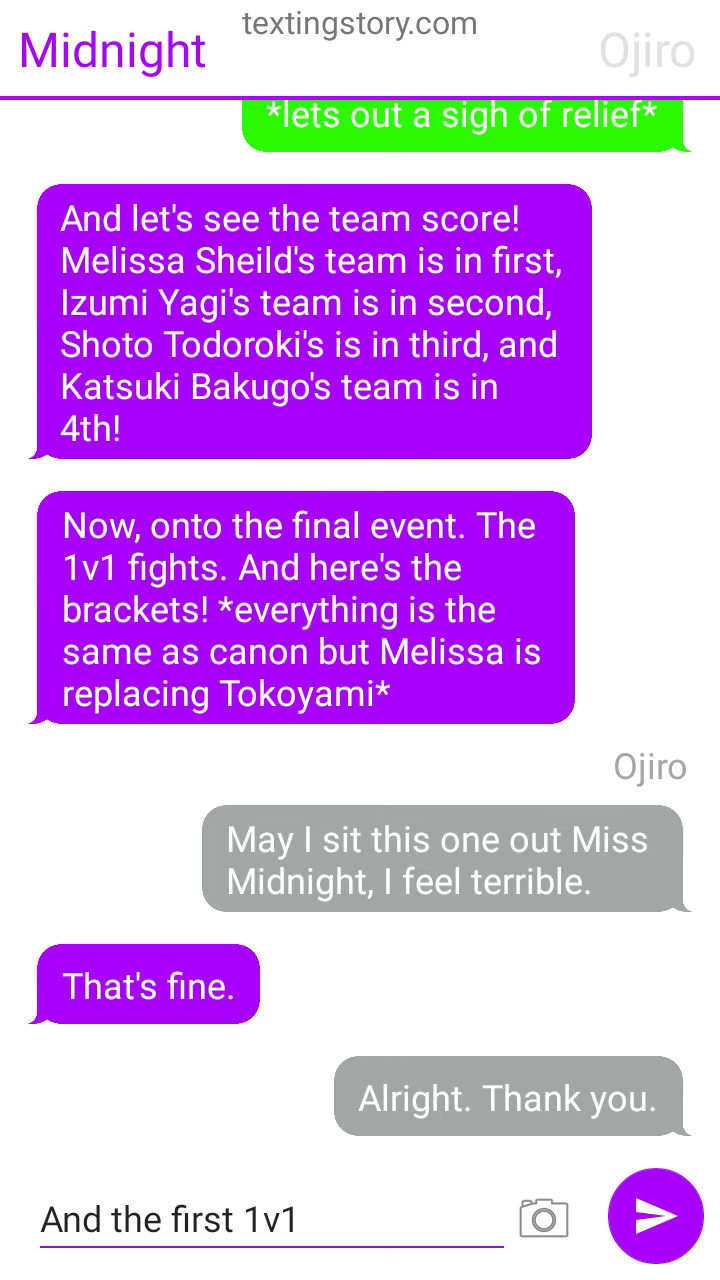 textingstory.com
Midnight
Ojiro
*lets out a sigh of relief*
And let's see the team score!
Melissa Sheild's team is in first,
Izumi Yagi's team is in second,
Shoto Todoroki's is in third, and
Katsuki Bakugo's team is in
4th!
Now, onto the final event. The
1v1 fights. And here's the
brackets! *everything is the
same as canon but Melissa is
replacing Tokoyami*
Ojiro
May I sit this one out Miss
Midnight, I feel terrible.
That's fine.
Alright. Thank you.
And the first 1v1